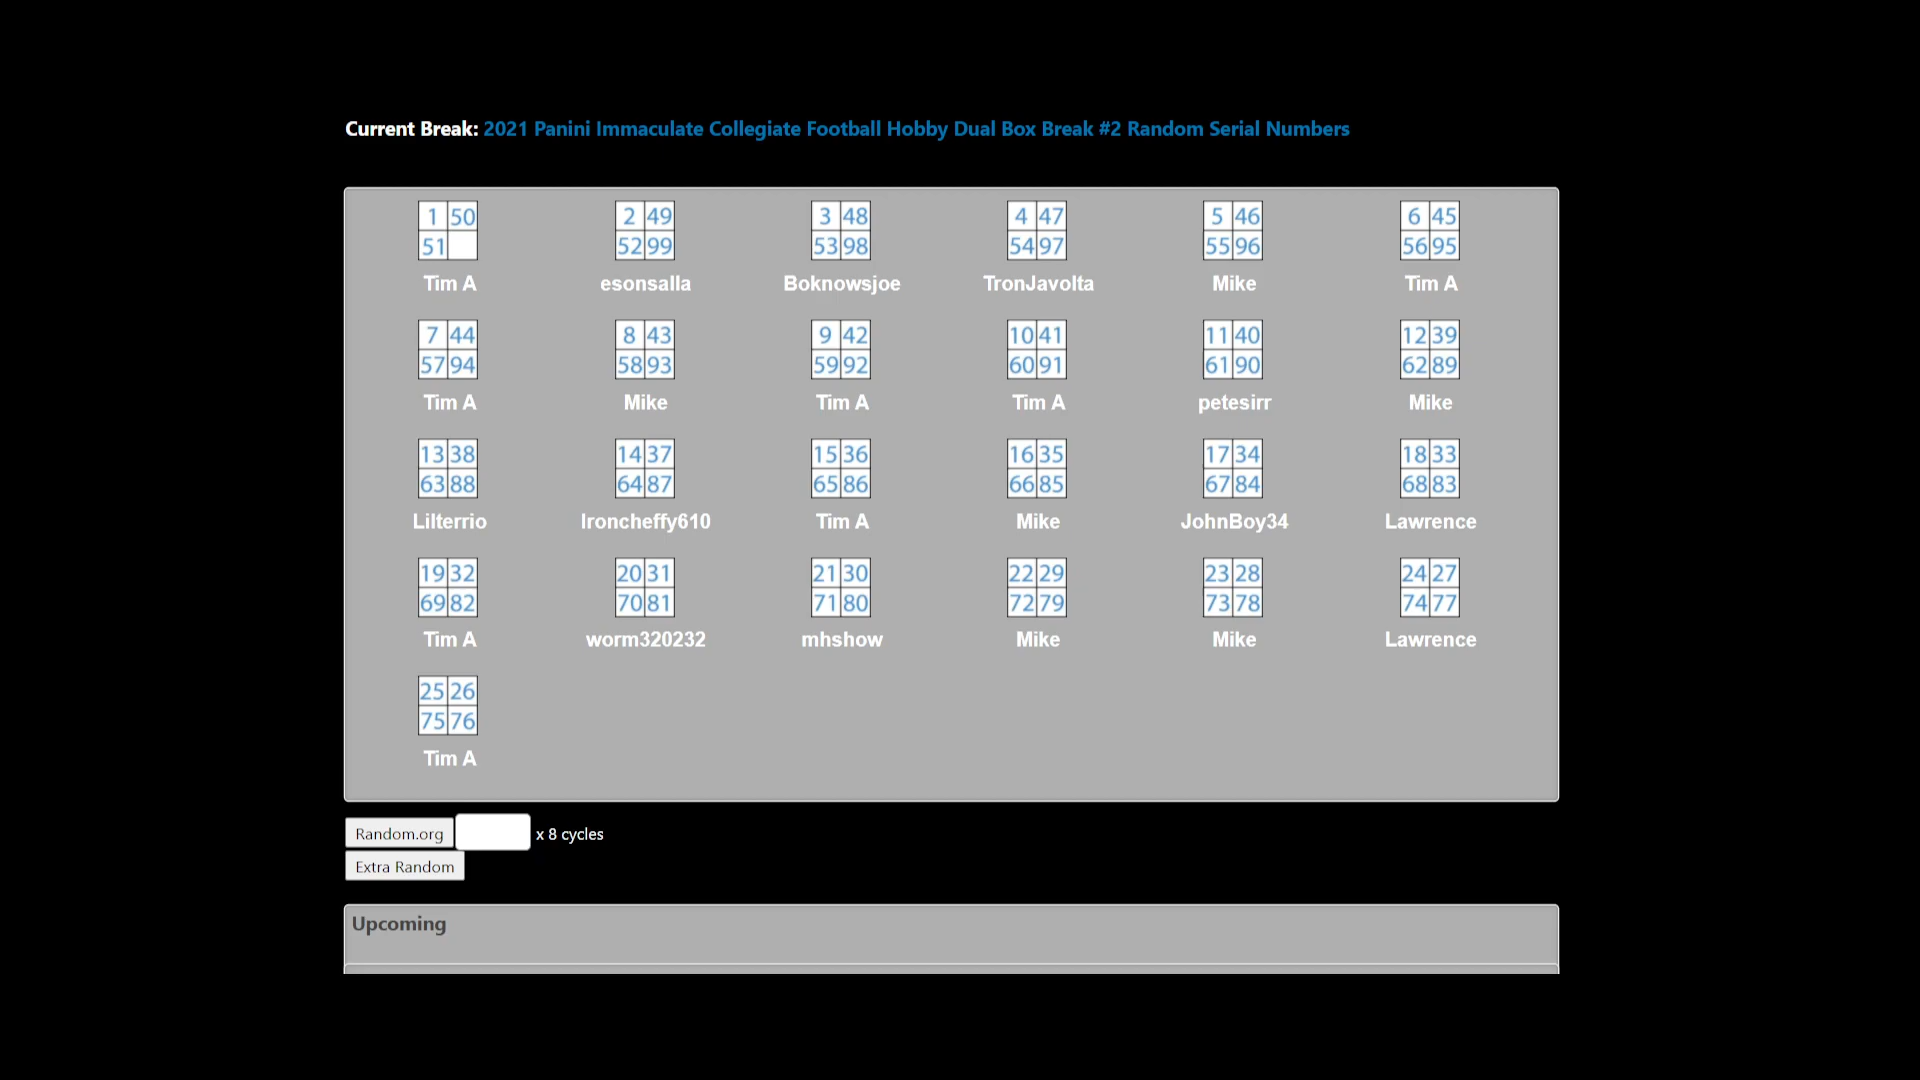 Current Break: 2021 Panini Immaculate Collegiate Football Hobby Dual Box Break #2 Random Serial Numbers
1 50 2 49 3 48 4 47 5 46 6 45
51 52 99 53 98 54 97 55 96 56 95
Tim A esonsalla Boknowsjoe TronJavolta Mike Tim A
7 44 8 43 9 42 10 41 11 40 12 39
57 94 58 93 59 92 60 91 61 90 62 89
Tim A Mike Tim A Tim A petesirr Mike
13 38 14 37 15 36 16 35 17 34 18 33
63 88 64 87 65 86 66 85 67 84 68 83
Lilterrio Ironcheffy610 Tim A Mike JohnBoy34 Lawrence
19 32 20 31 21 30 22 29 23 28 24 27
69 82 70 81 71 80 72 79 73 78 74 77
Tim A worm320232 mhshow Mike Mike Lawrence
25 26
75 76
Tim A
Random.org x 8 cycles
Extra Random
Upcoming